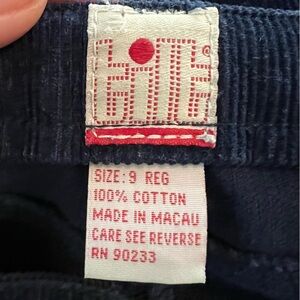 SIZE: 9 REG
100% COTTON
MADE IN MACAU
CARE SEE REVERSE
RN 90233